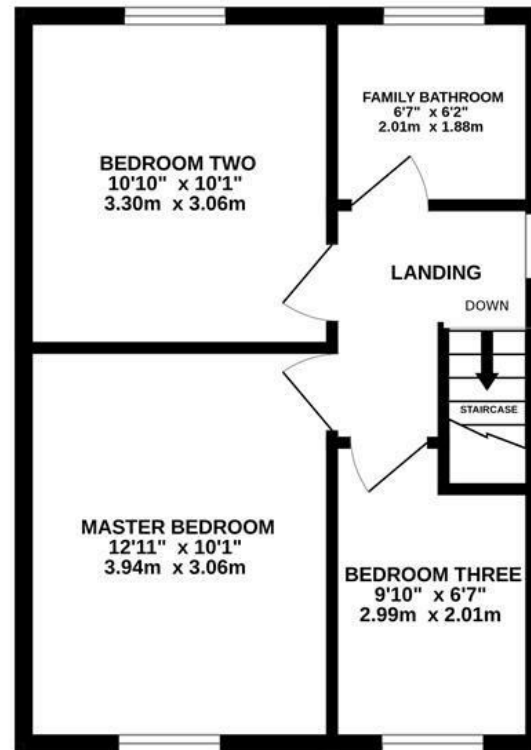 BEDROOM TWO
10'10" x 10'1"
3.30m x 3.06m
FAMILY BATHROOM
6'7" x 6'2"
2.01m x 1.88m
LANDING
DOWN
STAIRCASE
MASTER BEDROOM
12'11" x 10'1"
3.94m x 3.06m
BEDROOM THREE
9'10" x 6'7"
2.99m x 2.01m